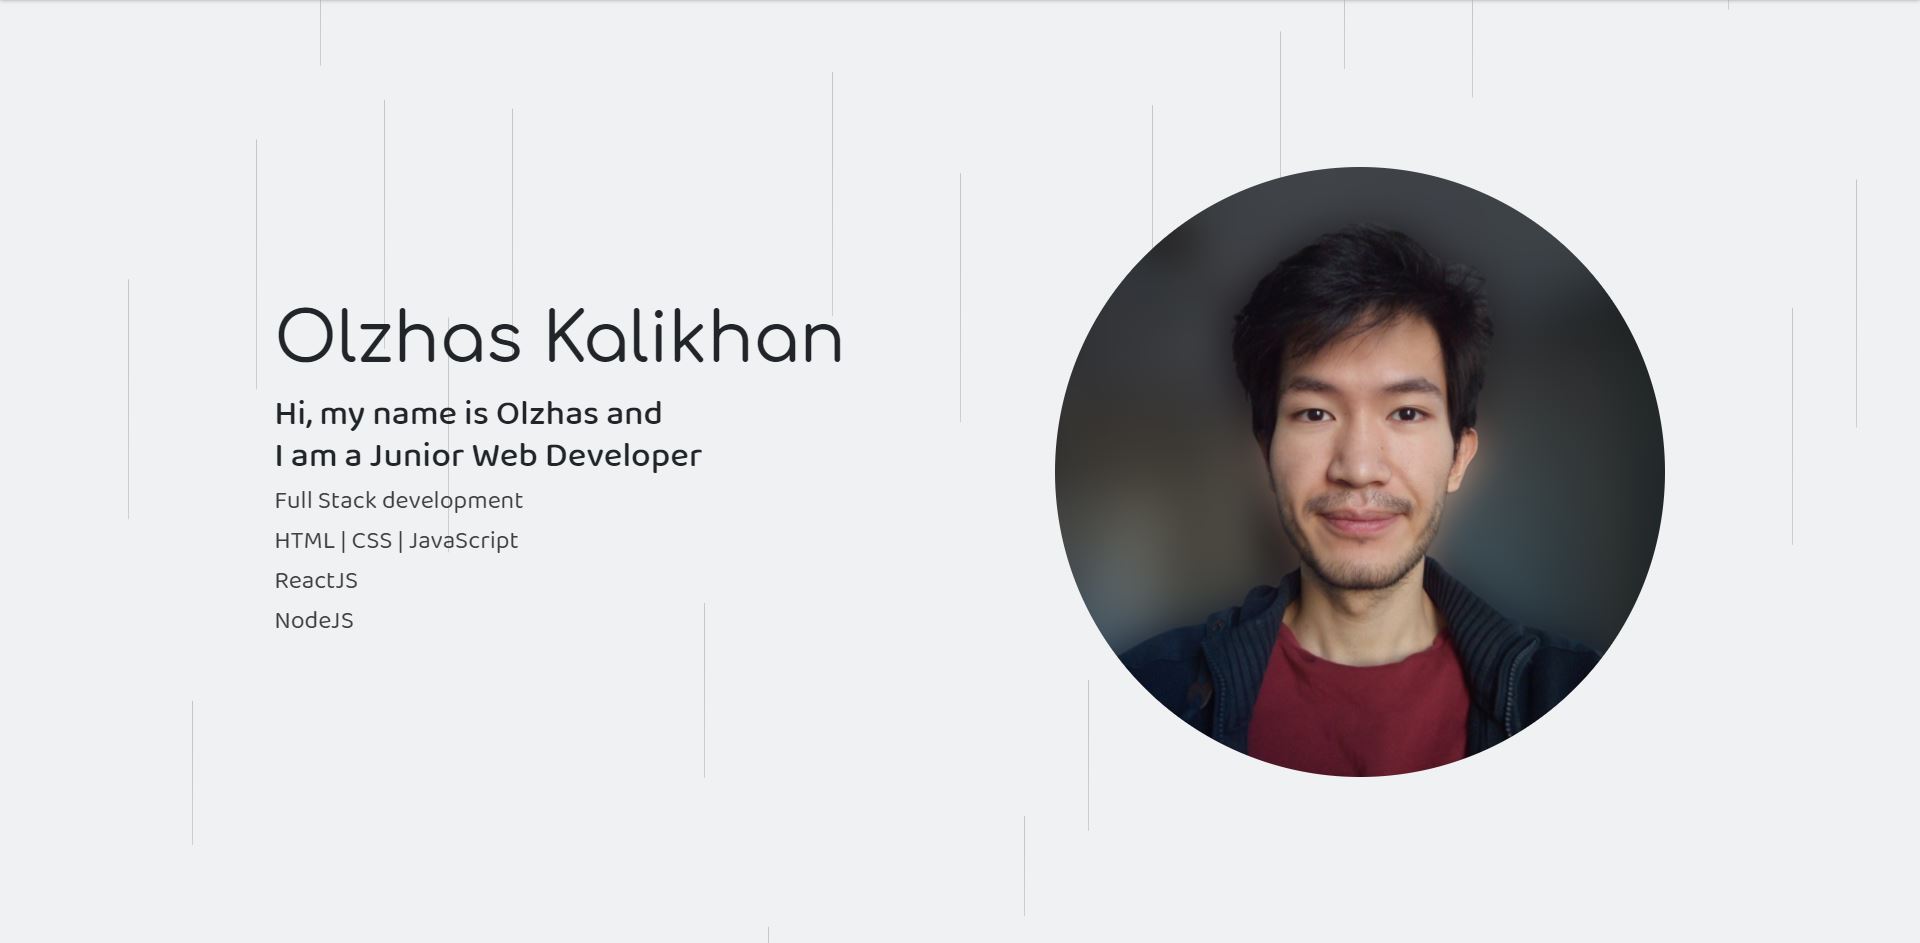 Olzhas Kalikhan
Hi, my name is Olzhas and
I am a Junior Web Developer
Full Stack development
HTML | CSS | JavaScript
ReactJS
NodeJS